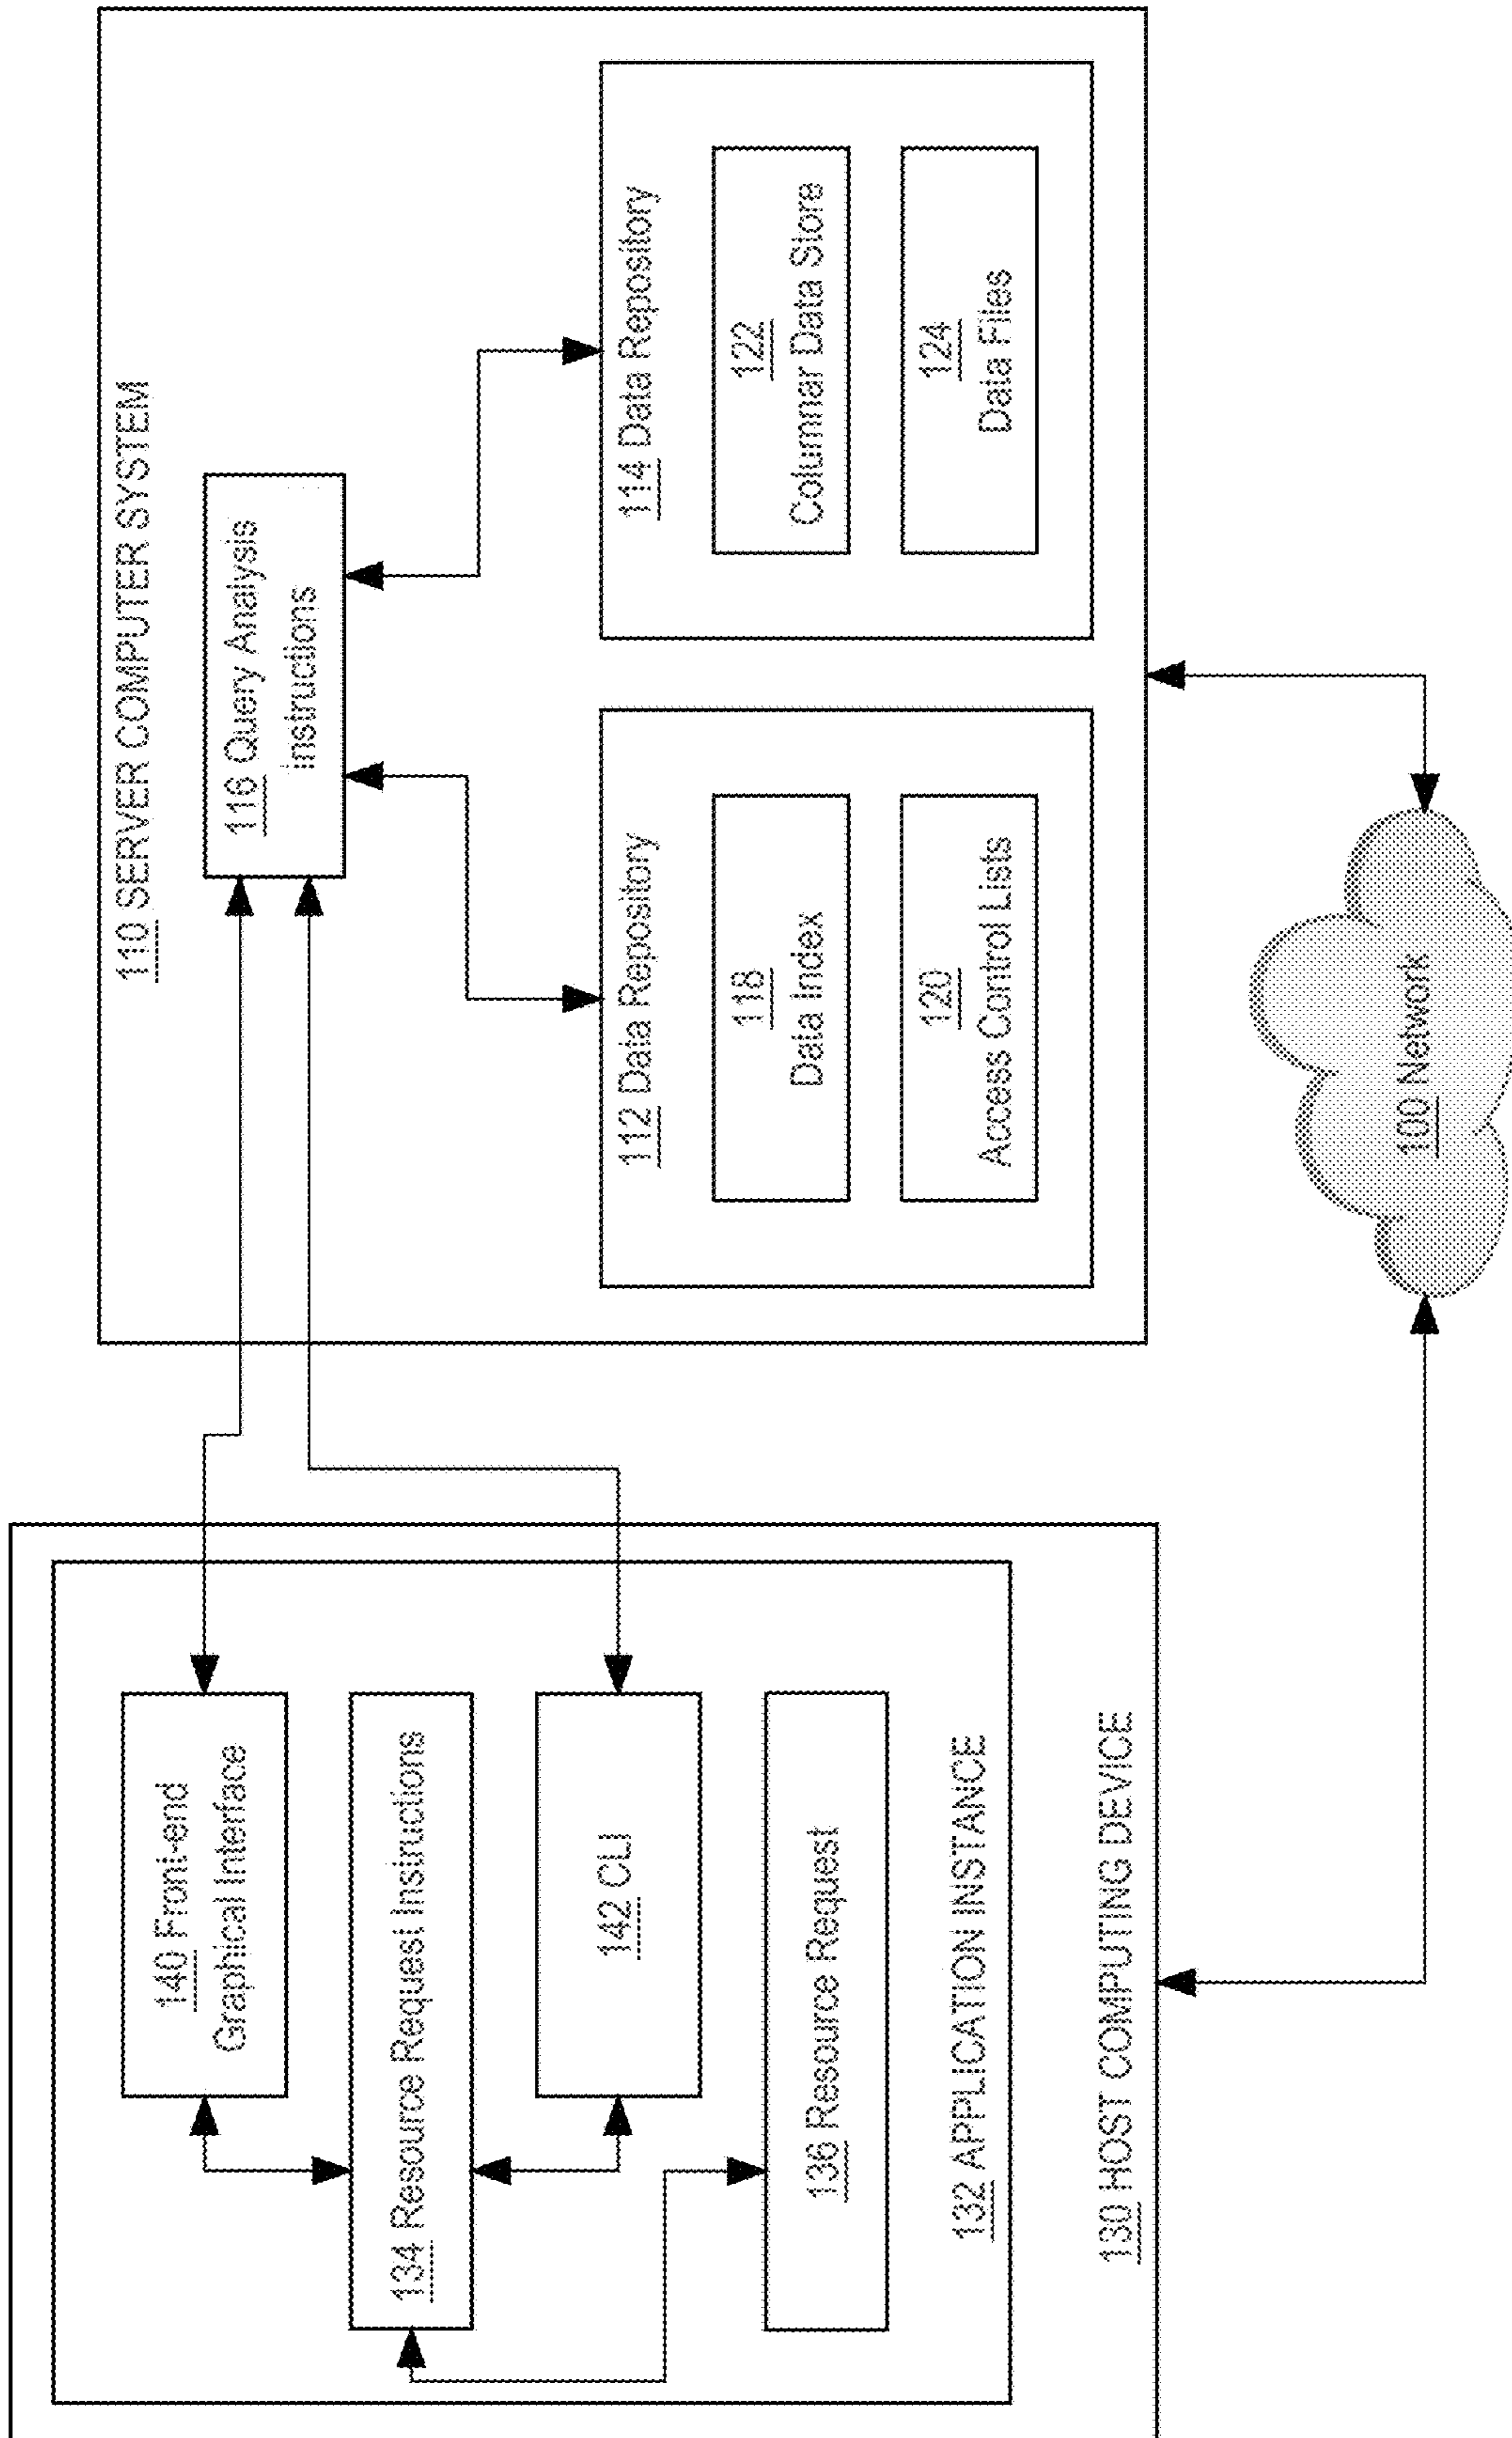 140 Front-end
Graphical Interface
134 Resource Request Instructions
142 CLI
136 Resource Request
132 APPLICATION INSTANCE
130 HOST COMPUTING DEVICE
110 SERVER COMPUTER SYSTEM
116 Query Analysis
Instructions
112 Data Repository
118
Data Index
120
Access Control Lists
114 Data Repository
122
Columnar Data Store
124
Data Files
100 Network